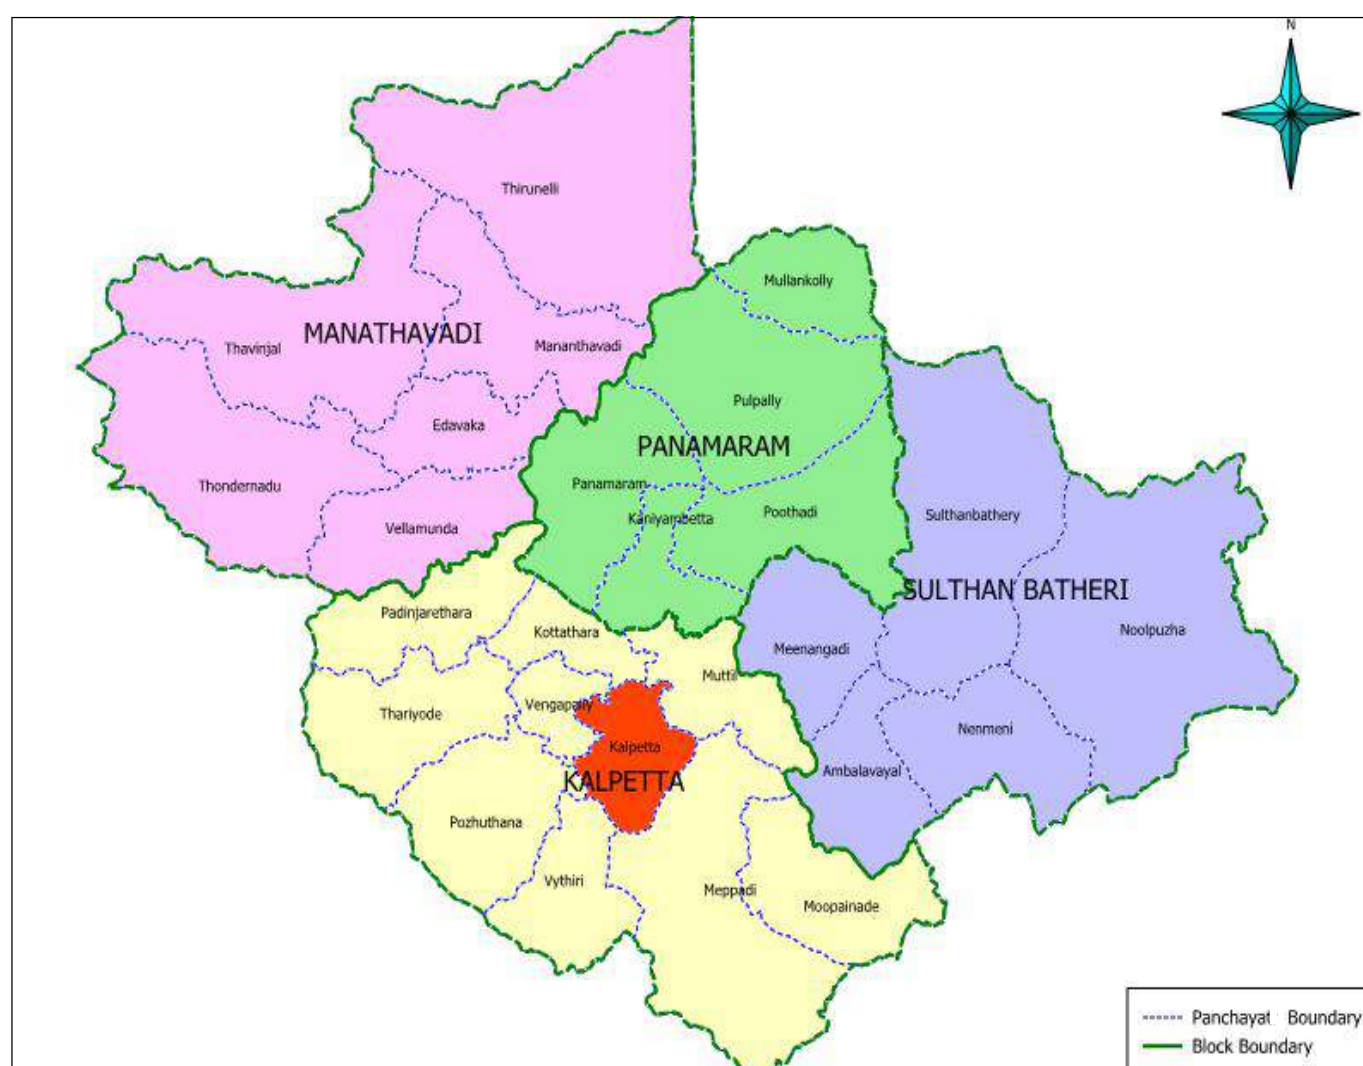 N
Thirunelli
Mullankolly
MANATHAVADI
Thavinjal
Mananthavadi
Pulpally
Edavaka
PANAMARAM
Thondernadu
Panamaram
Kaniyambetta
Poothadi
Sulthanbathery
Vellamunda
SULTHAN BATHERI
Padinjarethara
Kottathara
Meenangadi
Noolpuzha
Muttil
Thariyode
Vengapally
Nenmeni
Kalpetta
KALPETTA
Ambalavayal
Pozhuthana
Vythiri
Meppadi
Moopainade
Panchayat Boundary
Block Boundary